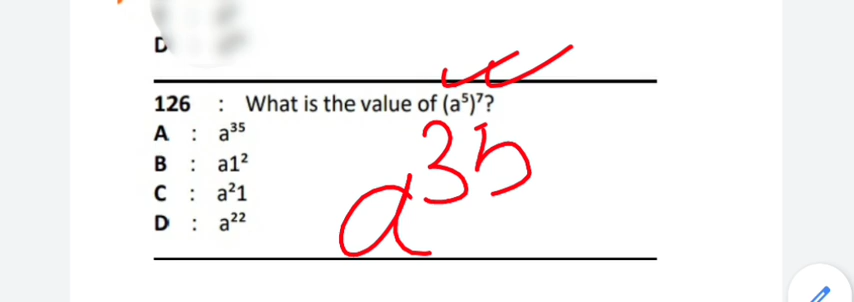 D
126 : What is the value of (a⁵)⁷?
A : a³⁵
B : a1²
C : a²1
D : a²²
a³⁵